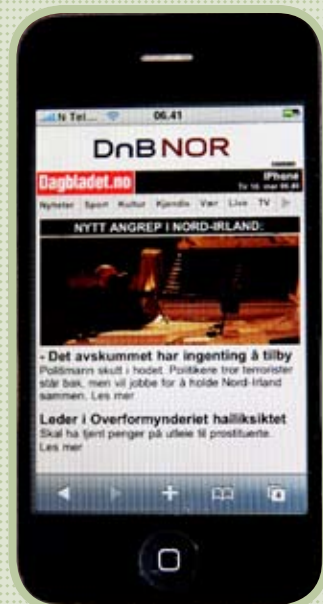 N Tel... 06.41
DnB NOR
Dagbladet.no iPhone
Nyheter Sport Kultur Kjendis Vær Live TV
NYTT ANGREP I NORD-IRLAND:
- Det avskummet har ingenting å tilby
Politimann skutt i hodet. Politikere tror terrorister
står bak, men vil jobbe for å holde Nord-Irland
sammen. Les mer
Leder i Overformynderiet hailliksiktet
Skal ha tjent penger på utleie til prostituerte.
Les mer
4